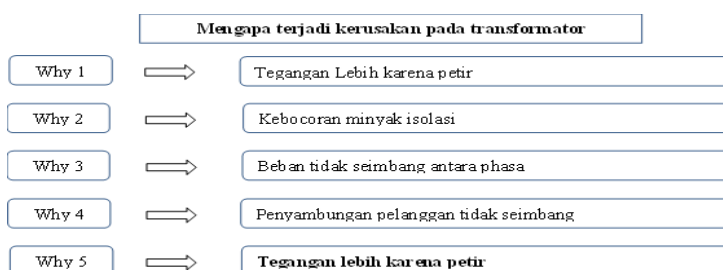 Mengapa terjadi kerusakan pada transformator
Why 1 Tegangan Lebih karena petir
Why 2 Kebocoran minyak isolasi
Why 3 Beban tidak seimbang antara phasa
Why 4 Penyambungan pelanggan tidak seimbang
Why 5 Tegangan lebih karena petir